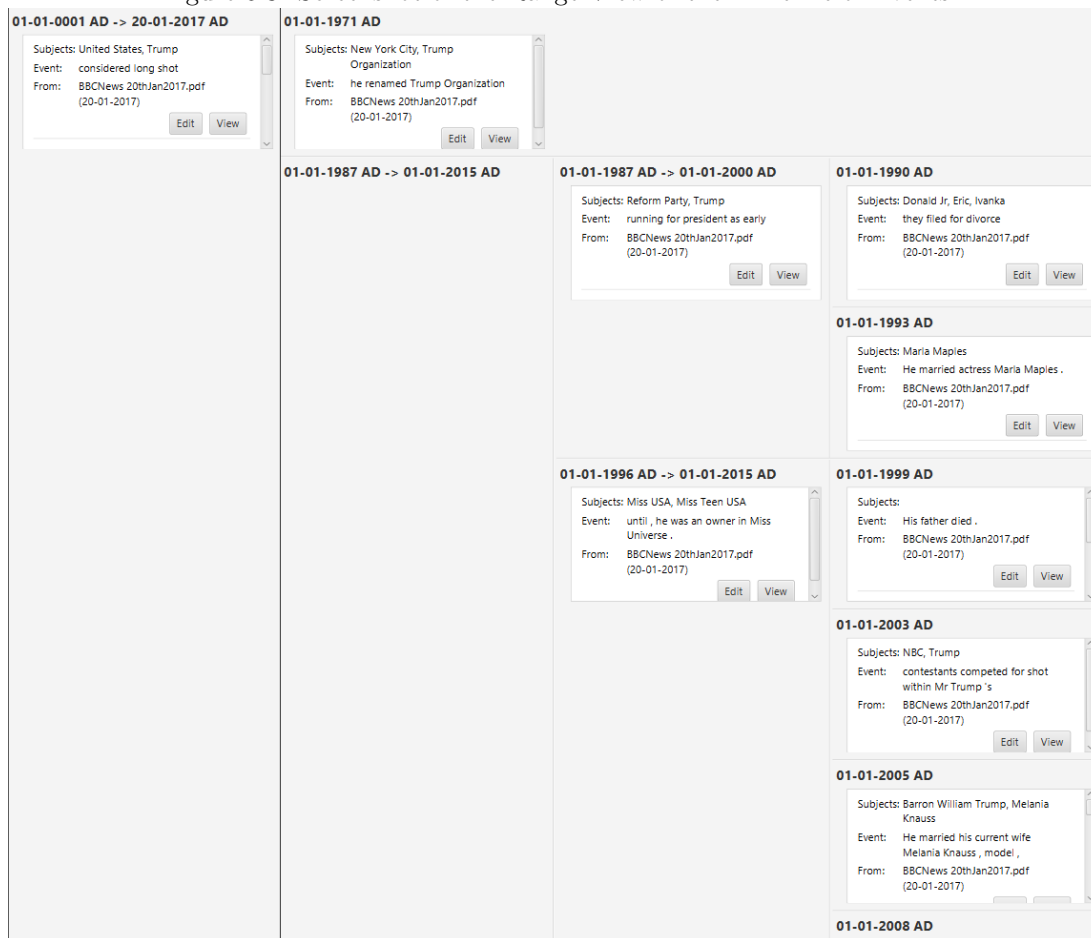 01-01-0001 AD -> 20-01-2017 AD
Subjects: United States, Trump
Event: considered long shot
From: BBCNews 20thJan2017.pdf
(20-01-2017)
Edit View
01-01-1971 AD
Subjects: New York City, Trump
Organization
Event: he renamed Trump Organization
From: BBCNews 20thJan2017.pdf
(20-01-2017)
Edit View
01-01-1987 AD -> 01-01-2015 AD
01-01-1987 AD -> 01-01-2000 AD
Subjects: Reform Party, Trump
Event: running for president as early
From: BBCNews 20thJan2017.pdf
(20-01-2017)
Edit View
01-01-1990 AD
Subjects: Donald Jr, Eric, Ivanka
Event: they filed for divorce
From: BBCNews 20thJan2017.pdf
(20-01-2017)
Edit View
01-01-1993 AD
Subjects: Marla Maples
Event: He married actress Marla Maples .
From: BBCNews 20thJan2017.pdf
(20-01-2017)
Edit View
01-01-1996 AD -> 01-01-2015 AD
Subjects: Miss USA, Miss Teen USA
Event: until , he was an owner in Miss
Universe .
From: BBCNews 20thJan2017.pdf
(20-01-2017)
Edit View
01-01-1999 AD
Subjects:
Event: His father died .
From: BBCNews 20thJan2017.pdf
(20-01-2017)
Edit View
01-01-2003 AD
Subjects: NBC, Trump
Event: contestants competed for shot
within Mr Trump 's
From: BBCNews 20thJan2017.pdf
(20-01-2017)
Edit View
01-01-2005 AD
Subjects: Barron William Trump, Melania
Knauss
Event: He married his current wife
Melania Knauss , model ,
From: BBCNews 20thJan2017.pdf
(20-01-2017)
01-01-2008 AD